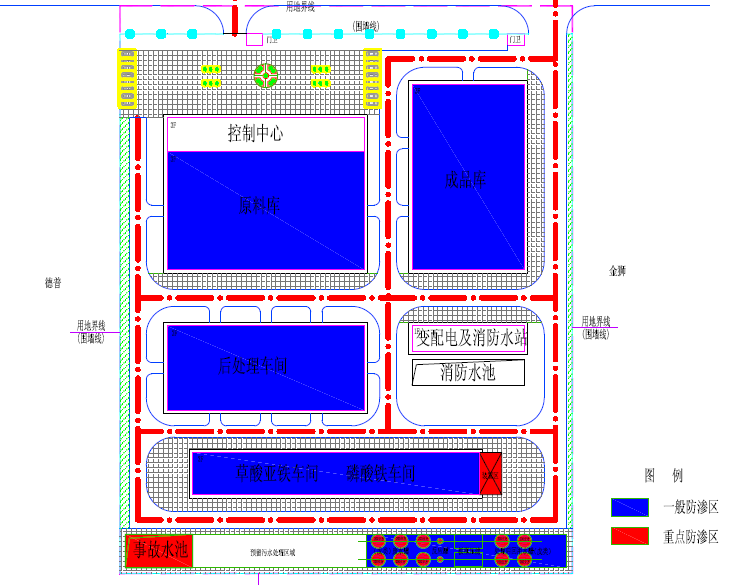 用地界线
(围墙线)
门卫
门卫
2F
控制中心
原料库
成品库
德普
金狮
用地界线
(围墙线)
用地界线
(围墙线)
变配电及消防水站
消防水池
后处理车间
草酸亚铁车间
磷酸铁车间
图 例
一般防渗区
重点防渗区
事故水池
预留污水处理区域